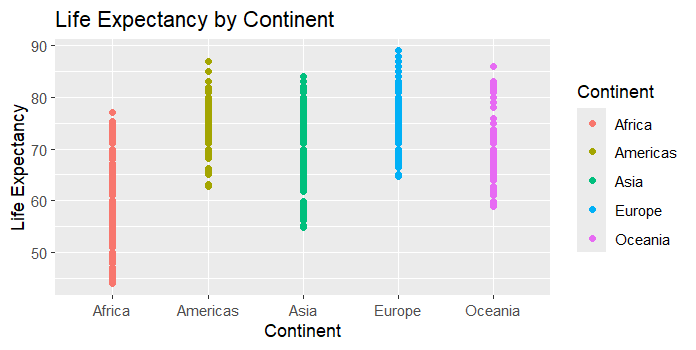 Life Expectancy by Continent
Life Expectancy
90
80
70
60
50
Africa Americas Asia Europe Oceania
Continent
Continent
Africa
Americas
Asia
Europe
Oceania